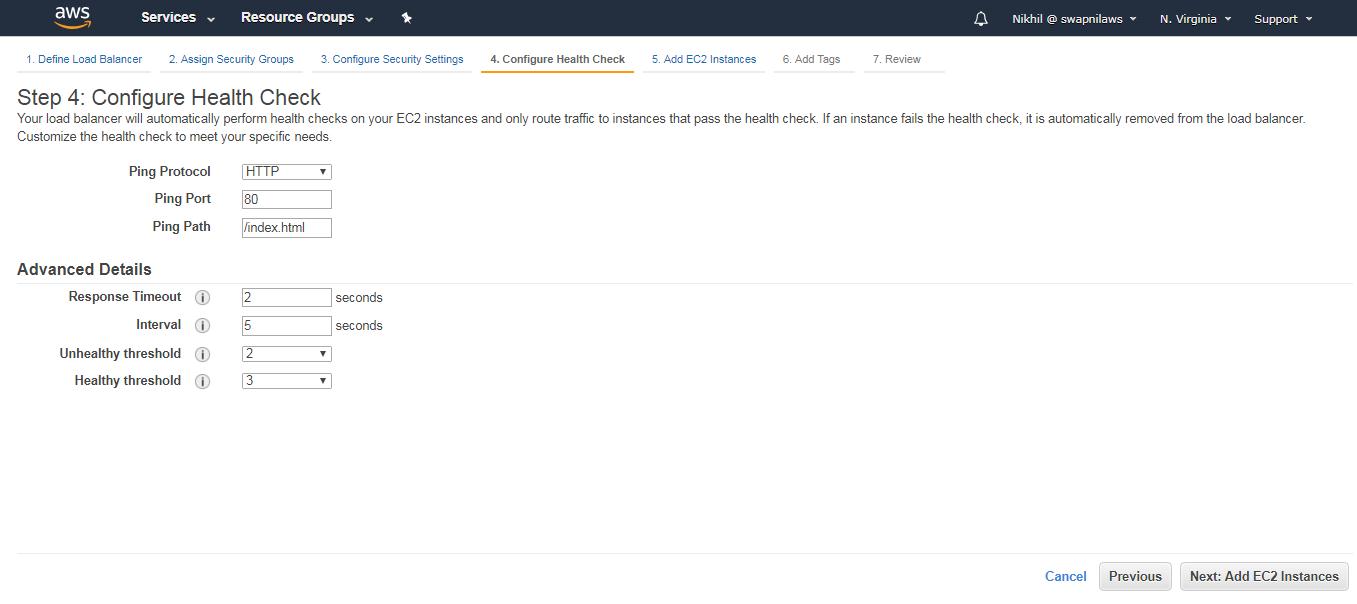 aws Services Resource Groups Nikhil @ swapnilaws N. Virginia Support
1. Define Load Balancer 2. Assign Security Groups 3. Configure Security Settings 4. Configure Health Check 5. Add EC2 Instances 6. Add Tags 7. Review
Step 4: Configure Health Check
Your load balancer will automatically perform health checks on your EC2 instances and only route traffic to instances that pass the health check. If an instance fails the health check, it is automatically removed from the load balancer.
Customize the health check to meet your specific needs.
Ping Protocol HTTP
Ping Port 80
Ping Path /index.html
Advanced Details
Response Timeout i 2 seconds
Interval i 5 seconds
Unhealthy threshold i 2
Healthy threshold i 3
Cancel Previous Next: Add EC2 Instances